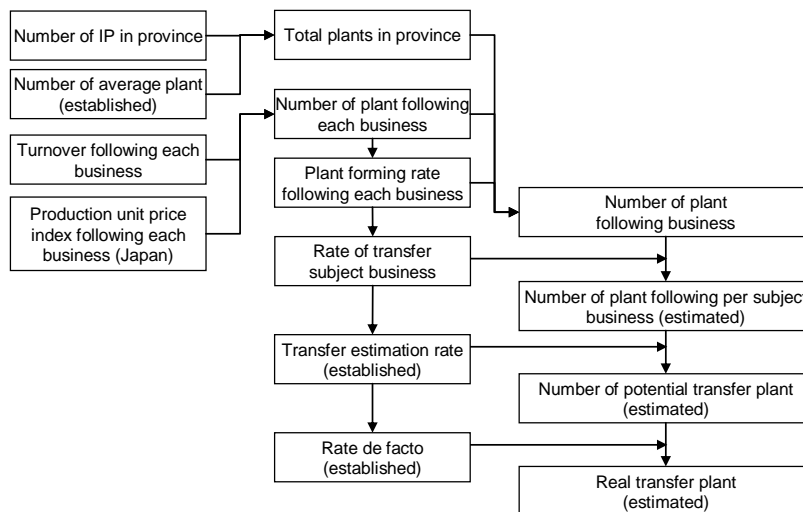 Number of IP in province
Total plants in province
Number of average plant
(established)
Number of plant following
each business
Turnover following each
business
Plant forming rate
following each business
Production unit price
index following each
business (Japan)
Number of plant
following business
Rate of transfer
subject business
Number of plant following per subject
business (estimated)
Transfer estimation rate
(established)
Number of potential transfer plant
(estimated)
Rate de facto
(established)
Real transfer plant
(estimated)